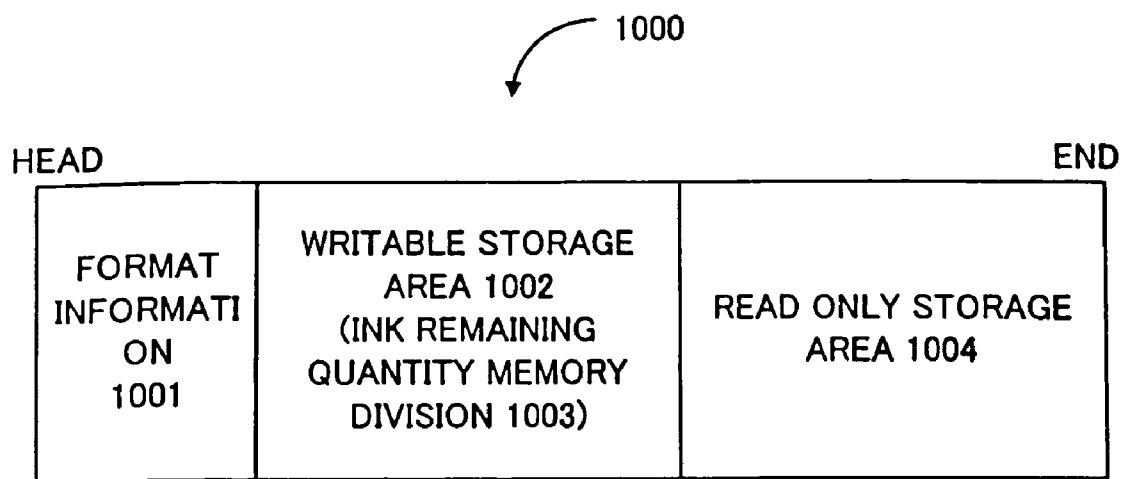 1000
HEAD
END
FORMAT
INFORMATI
ON
1001
WRITABLE STORAGE
AREA 1002
(INK REMAINING
QUANTITY MEMORY
DIVISION 1003)
READ ONLY STORAGE
AREA 1004